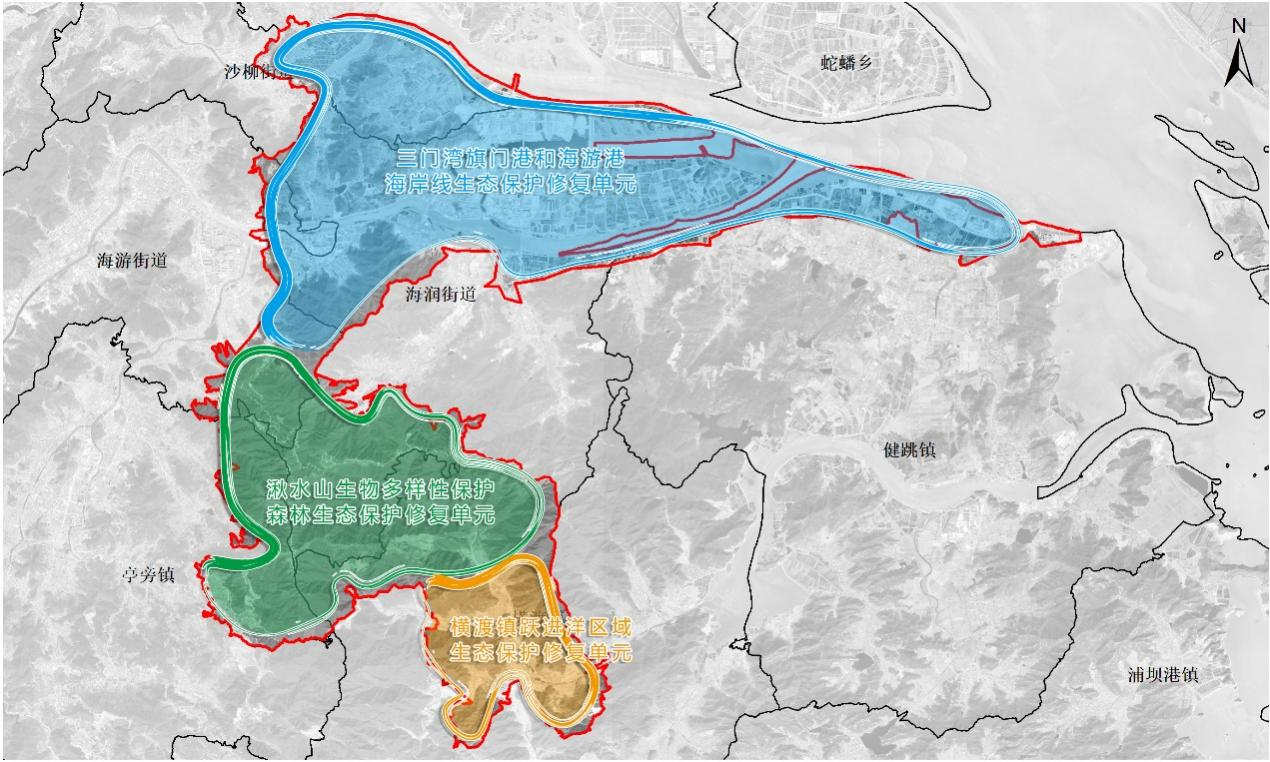 N
蛇蟠乡
沙柳街道
三门湾旗门港和海游港
海岸线生态保护修复单元
海游街道
海润街道
健跳镇
湫水山生物多样性保护
森林生态保护修复单元
亭旁镇
横渡镇跃进洋区域
生态保护修复单元
浦坝港镇